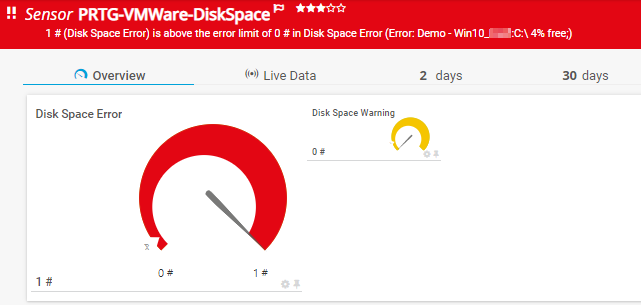 Sensor PRTG-VMWare-DiskSpace
1 # (Disk Space Error) is above the error limit of 0 # in Disk Space Error (Error: Demo - Win10_ :C:\ 4% free;)
Overview
Live Data
2 days
30 days
Disk Space Error
Disk Space Warning
0 #
0 #
1 #
1 #